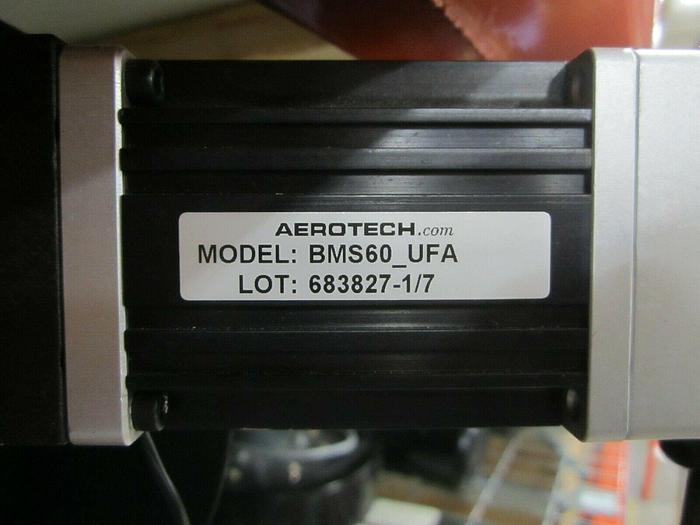 AEROTECH.com
MODEL: BMS60_UFA
LOT: 683827-1/7